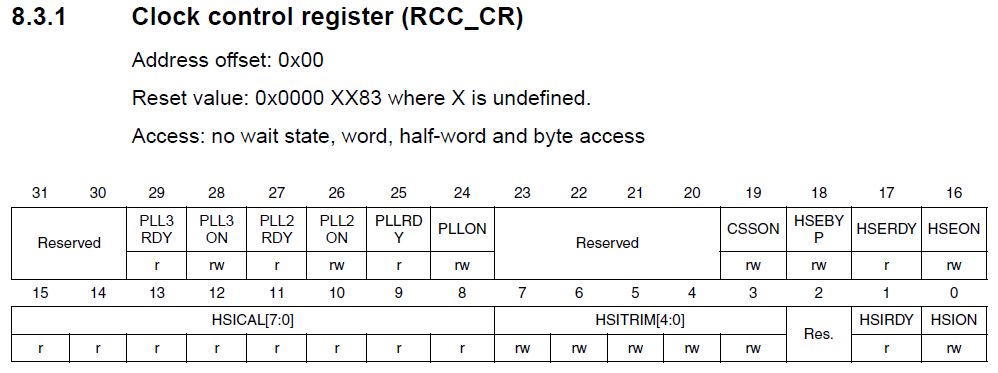 8.3.1 Clock control register (RCC_CR)
Address offset: 0x00
Reset value: 0x0000 XX83 where X is undefined.
Access: no wait state, word, half-word and byte access
31 30 29 28 27 26 25 24 23 22 21 20 19 18 17 16
Reserved PLL3 RDY PLL3 ON PLL2 RDY PLL2 ON PLLRD Y PLLON Reserved CSSON HSEBY P HSERDY HSEON
r rw r rw r rw rw rw r rw
15 14 13 12 11 10 9 8 7 6 5 4 3 2 1 0
HSICAL[7:0] HSITRIM[4:0] Res. HSIRDY HSION
r r r r r r r r rw rw rw rw rw r rw